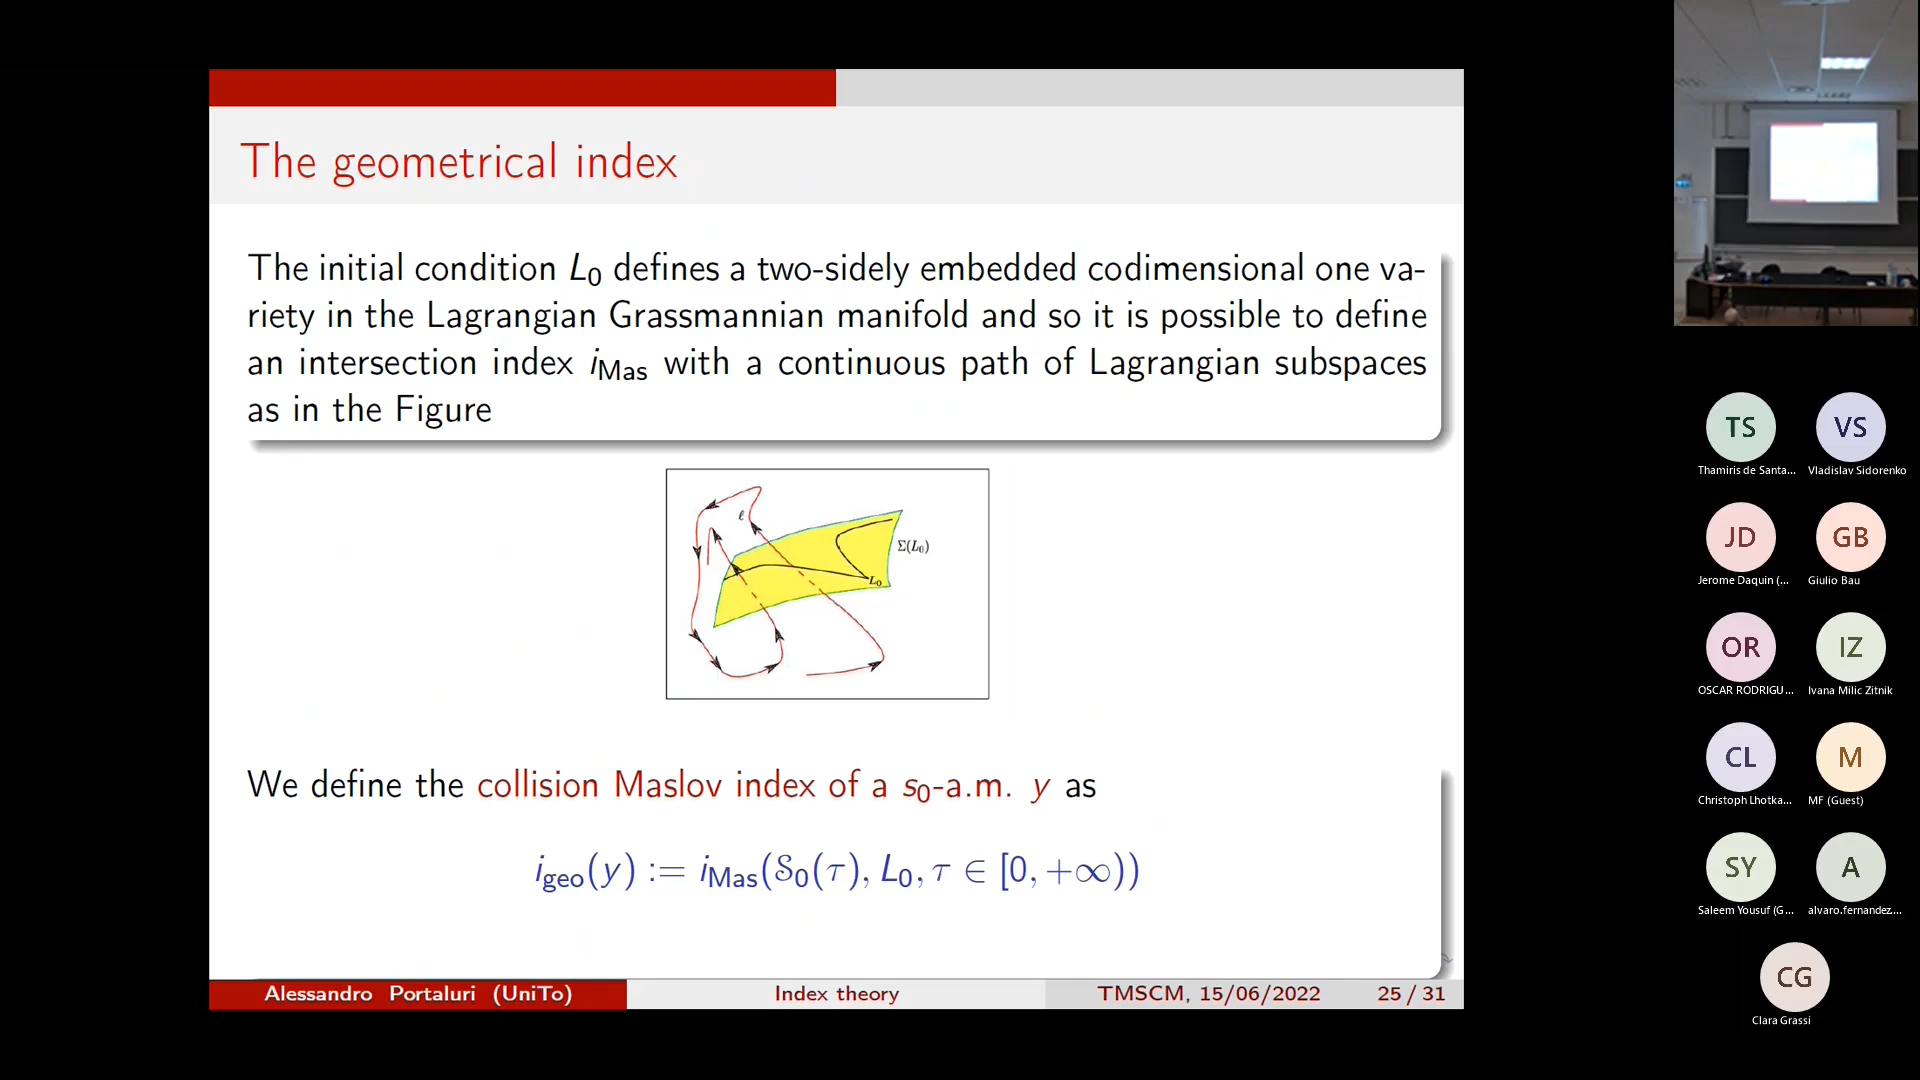 The geometrical index
The initial condition L₀ defines a two-sidely embedded codimensional one va-
riety in the Lagrangian Grassmannian manifold and so it is possible to define
an intersection index i_Mas with a continuous path of Lagrangian subspaces
as in the Figure
ℓ
Σ(L₀)
L₀
We define the collision Maslov index of a s₀-a.m. y as
i_geo(y) := i_Mas(𝒮₀(τ), L₀, τ ∈ [0, +∞))
Alessandro Portaluri (UniTo) Index theory TMSCM, 15/06/2022 25 / 31
TS VS
Thamiris de Santa... Vladislav Sidorenko
JD GB
Jerome Daquin (... Giulio Bau
OR IZ
OSCAR RODRIGU... Ivana Milic Zitnik
CL M
Christoph Lhotka... MF (Guest)
SY A
Saleem Yousuf (G... alvaro.fernandez...
CG
Clara Grassi